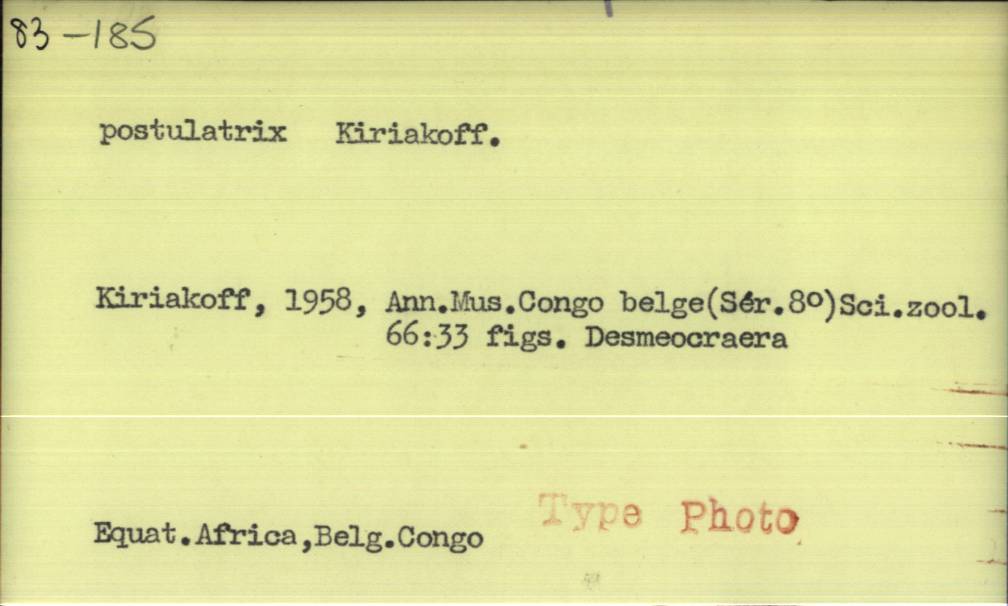 83-185
postulatrix Kiriakoff.
Kiriakoff, 1958, Ann.Mus.Congo belge(Sér.8º)Sci.zool.
66:33 figs. Desmeocraera
Equat.Africa,Belg.Congo
Type Photo